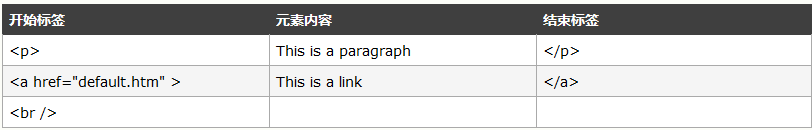 开始标签 元素内容 结束标签
<p> This is a paragraph </p>
<a href="default.htm" > This is a link </a>
<br />